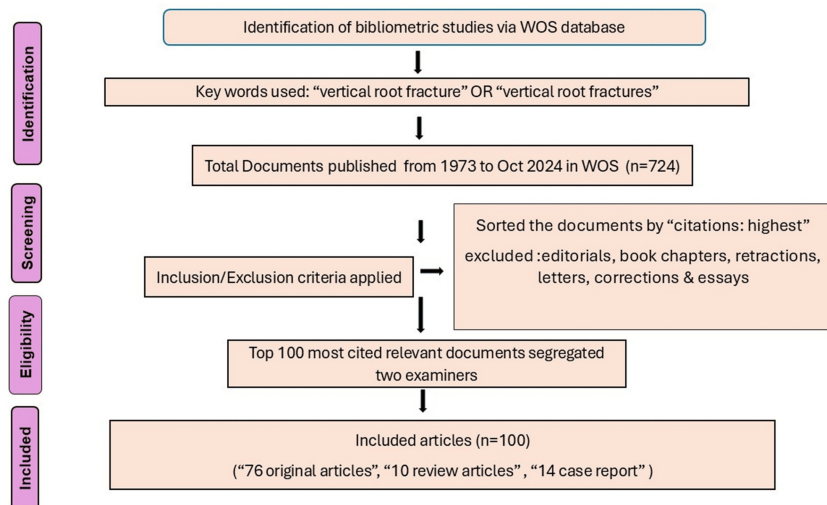 Identification
Identification of bibliometric studies via WOS database
Key words used: “vertical root fracture” OR “vertical root fractures”
Total Documents published from 1973 to Oct 2024 in WOS (n=724)
Screening
Sorted the documents by “citations: highest”
excluded :editorials, book chapters, retractions,
letters, corrections & essays
Inclusion/Exclusion criteria applied
Eligibility
Top 100 most cited relevant documents segregated
two examiners
Included
Included articles (n=100)
(“76 original articles”, “10 review articles” , “14 case report” )